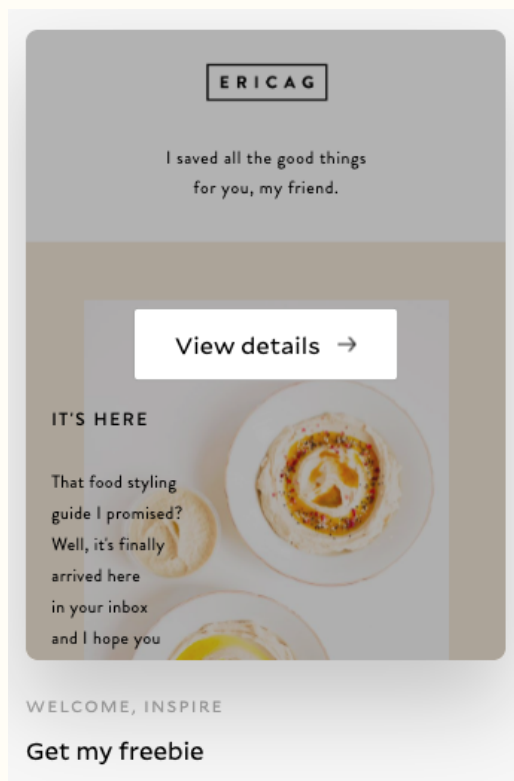 ERICAG
I saved all the good things
for you, my friend.
View details →
IT'S HERE
That food styling
guide I promised?
Well, it's finally
arrived here
in your inbox
and I hope you
WELCOME, INSPIRE
Get my freebie